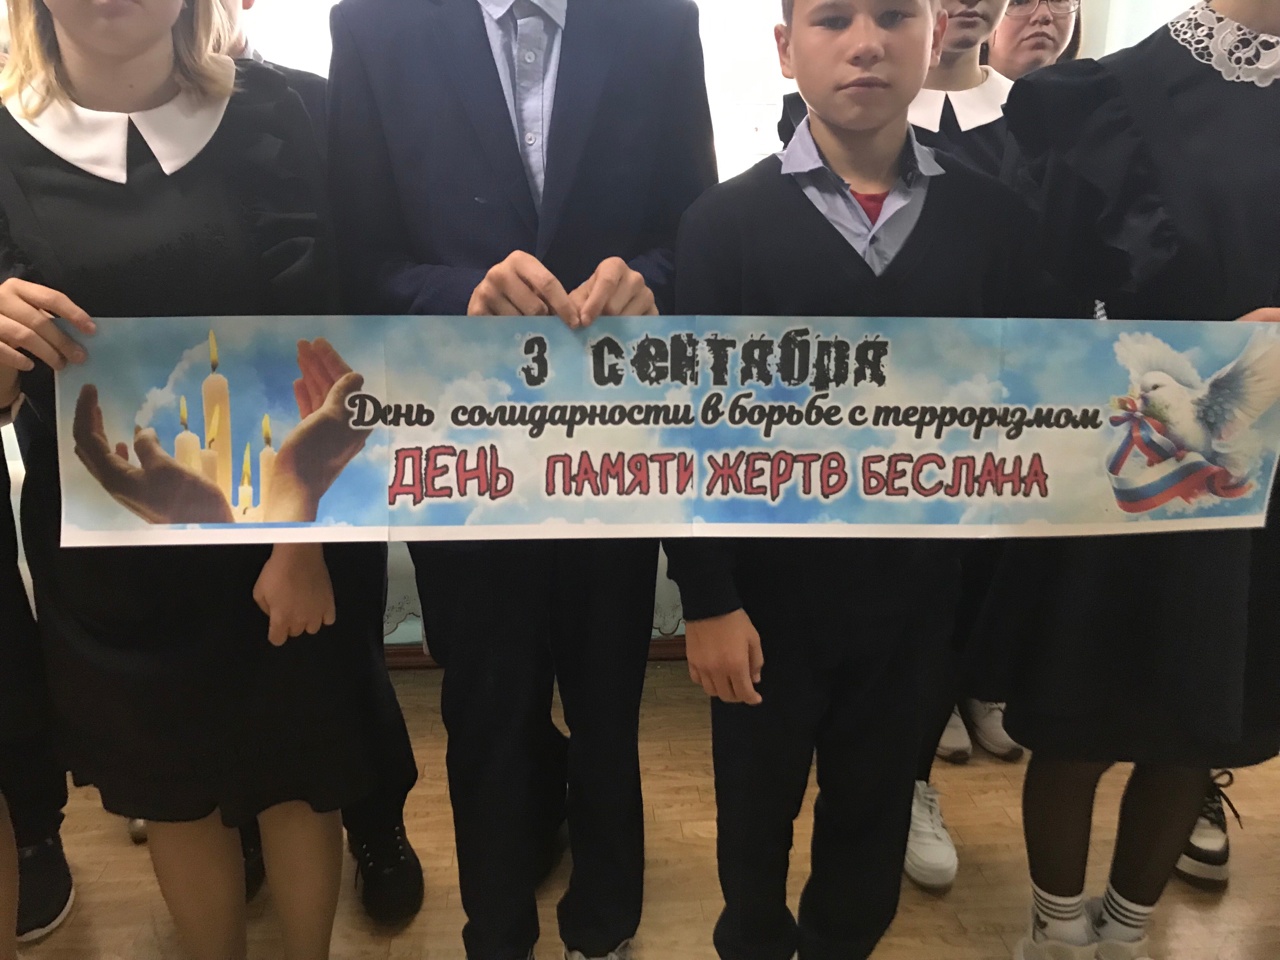 3 сентября
День солидарности в борьбе с терроризмом
ДЕНЬ ПАМЯТИ ЖЕРТВ БЕСЛАНА